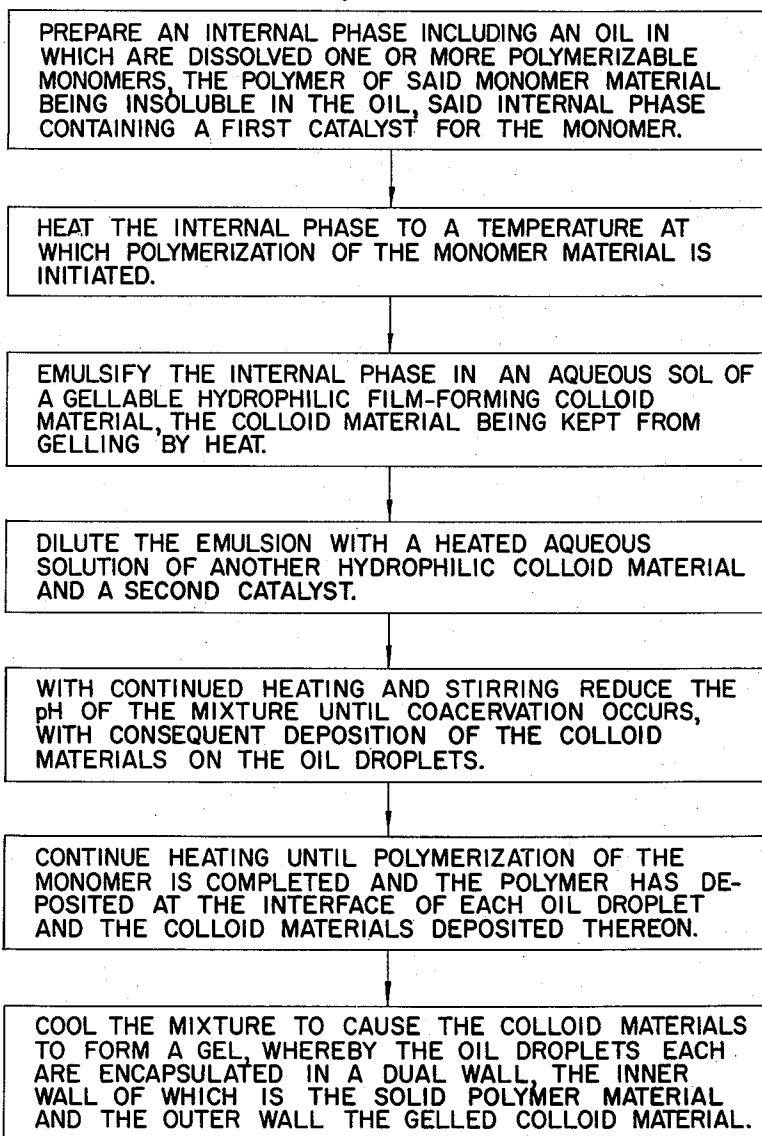 PREPARE AN INTERNAL PHASE INCLUDING AN OIL IN
WHICH ARE DISSOLVED ONE OR MORE POLYMERIZABLE
MONOMERS, THE POLYMER OF SAID MONOMER MATERIAL
BEING INSOLUBLE IN THE OIL, SAID INTERNAL PHASE
CONTAINING A FIRST CATALYST FOR THE MONOMER.
HEAT THE INTERNAL PHASE TO A TEMPERATURE AT
WHICH POLYMERIZATION OF THE MONOMER MATERIAL IS
INITIATED.
EMULSIFY THE INTERNAL PHASE IN AN AQUEOUS SOL OF
A GELLABLE HYDROPHILIC FILM-FORMING COLLOID
MATERIAL, THE COLLOID MATERIAL BEING KEPT FROM
GELLING BY HEAT.
DILUTE THE EMULSION WITH A HEATED AQUEOUS
SOLUTION OF ANOTHER HYDROPHILIC COLLOID MATERIAL
AND A SECOND CATALYST.
WITH CONTINUED HEATING AND STIRRING REDUCE THE
pH OF THE MIXTURE UNTIL COACERVATION OCCURS,
WITH CONSEQUENT DEPOSITION OF THE COLLOID
MATERIALS ON THE OIL DROPLETS.
CONTINUE HEATING UNTIL POLYMERIZATION OF THE
MONOMER IS COMPLETED AND THE POLYMER HAS DE-
POSITED AT THE INTERFACE OF EACH OIL DROPLET
AND THE COLLOID MATERIALS DEPOSITED THEREON.
COOL THE MIXTURE TO CAUSE THE COLLOID MATERIALS
TO FORM A GEL, WHEREBY THE OIL DROPLETS EACH
ARE ENCAPSULATED IN A DUAL WALL, THE INNER
WALL OF WHICH IS THE SOLID POLYMER MATERIAL
AND THE OUTER WALL THE GELLED COLLOID MATERIAL.